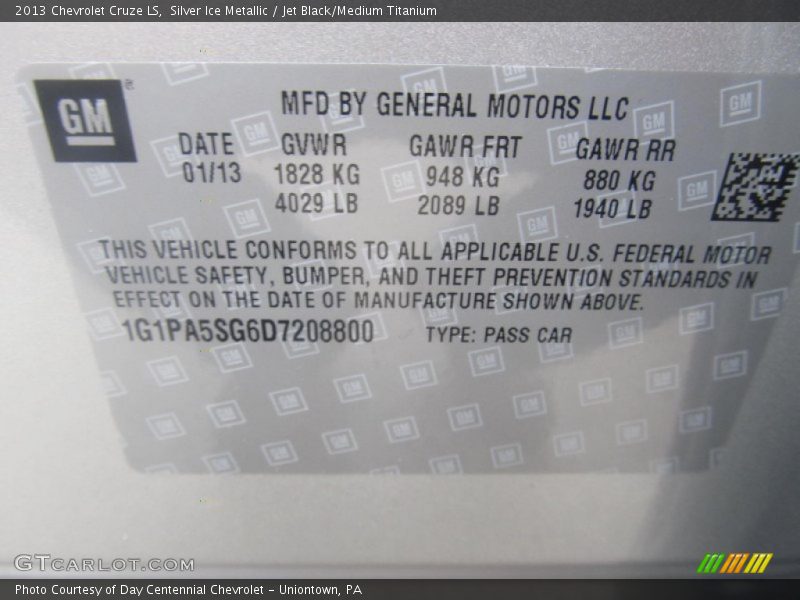 2013 Chevrolet Cruze LS,  Silver Ice Metallic / Jet Black/Medium Titanium
GM
®
MFD BY GENERAL MOTORS LLC
DATE GVWR GAWR FRT GAWR RR
01/13 1828 KG 948 KG 880 KG
4029 LB 2089 LB 1940 LB
THIS VEHICLE CONFORMS TO ALL APPLICABLE U.S. FEDERAL MOTOR
VEHICLE SAFETY, BUMPER, AND THEFT PREVENTION STANDARDS IN
EFFECT ON THE DATE OF MANUFACTURE SHOWN ABOVE.
1G1PA5SG6D7208800 TYPE: PASS CAR
GTCARLOT.COM
Photo Courtesy of Day Centennial Chevrolet - Uniontown, PA